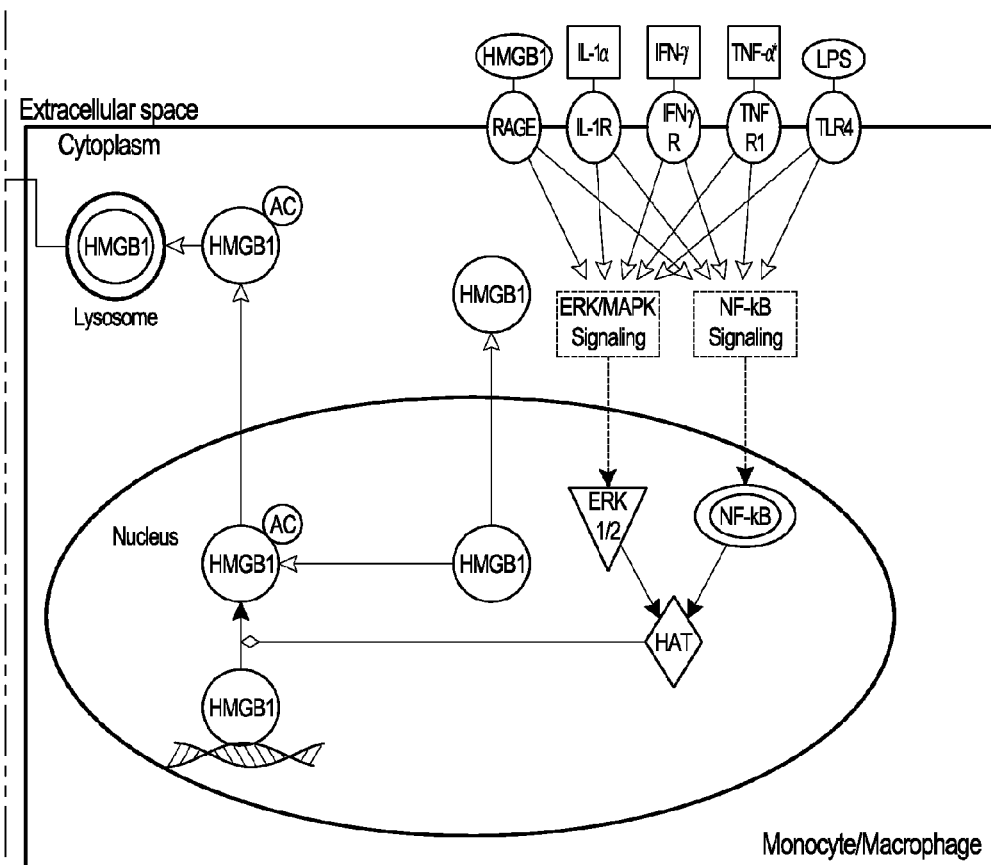 HMGB1
IL-1α
IFN-γ
TNF-α*
LPS
Extracellular space
RAGE
IL-1R
IFNγ
R
TNF
R1
TLR4
Cytoplasm
AC
HMGB1
HMGB1
Lysosome
HMGB1
ERK/MAPK
Signaling
NF-kB
Signaling
Nucleus
AC
HMGB1
HMGB1
ERK
1/2
NF-kB
HAT
HMGB1
Monocyte/Macrophage